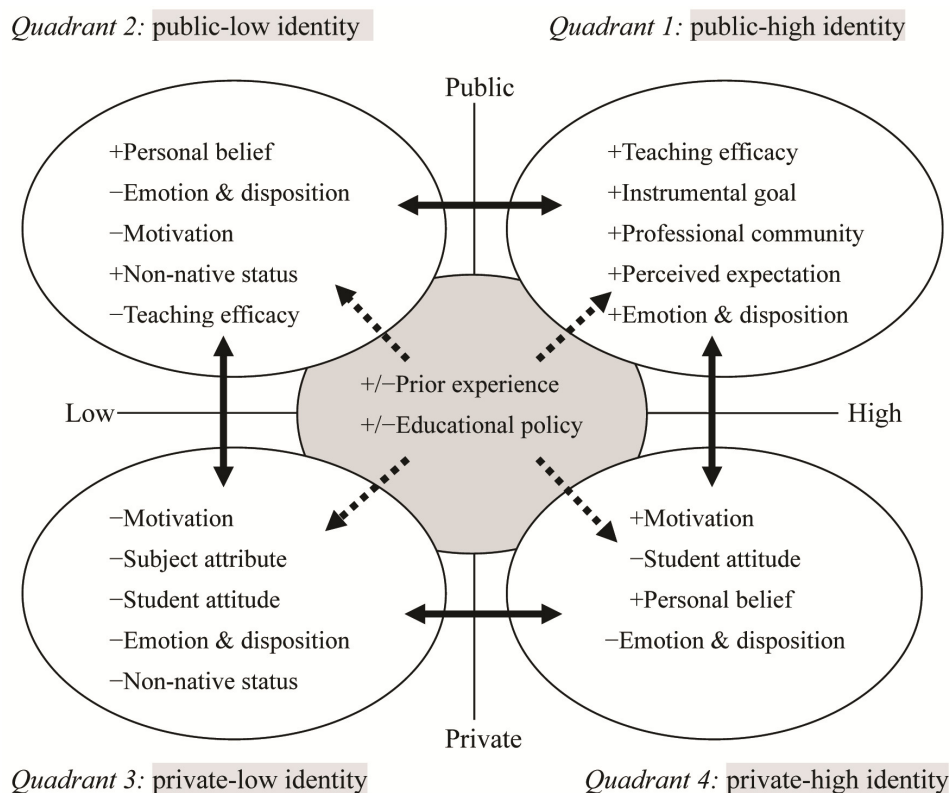 Quadrant 2: public-low identity
Quadrant 1: public-high identity
Public
+Personal belief
−Emotion & disposition
−Motivation
+Non-native status
−Teaching efficacy
+Teaching efficacy
+Instrumental goal
+Professional community
+Perceived expectation
+Emotion & disposition
+/−Prior experience
+/−Educational policy
Low
High
−Motivation
−Subject attribute
−Student attitude
−Emotion & disposition
−Non-native status
+Motivation
−Student attitude
+Personal belief
−Emotion & disposition
Private
Quadrant 3: private-low identity
Quadrant 4: private-high identity